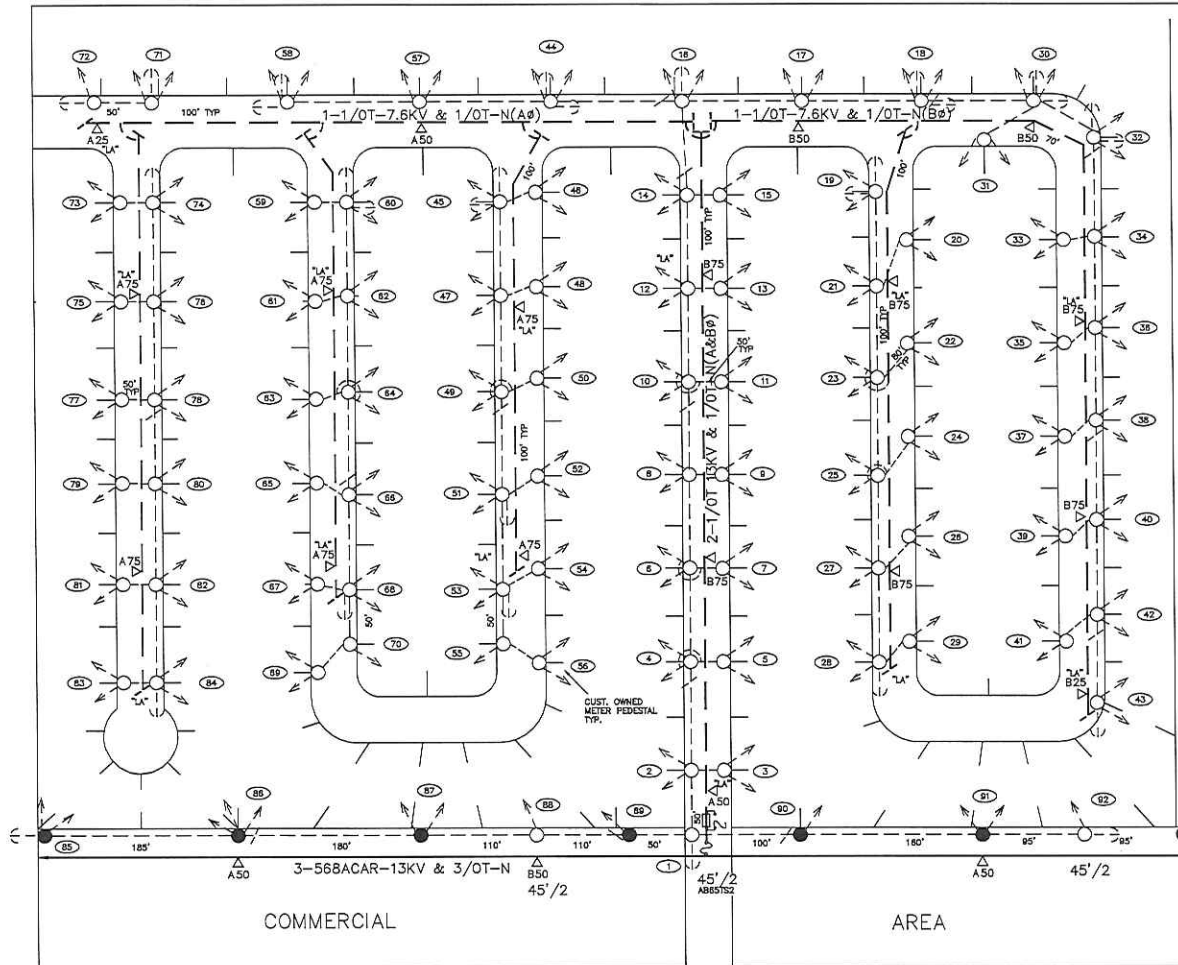 72 71 58 57 44 16 17 18 30
50' 100' TYP 1-1/0T-7.6KV & 1/0T-N(AØ) 1-1/0T-7.6KV & 1/0T-N(BØ)
A25 "LA" A50 B50 B50 70' 32
100' 100' 31
73 74 59 60 45 46 14 15 19 20 33 34
100' TYP
"LA" A75 "LA" A75 "LA" B75
75 76 61 62 47 48 12 13 21 "LA" B75 "LA" B75 36
A75 "LA" 100' TYP
50' TYP 80' TYP 22 35
77 78 63 64 49 50 10 11 23 37 38
50' TYP
100' TYP
2-1/0T 13KV & 1/0T-N(A&BØ)
79 80 65 66 51 52 8 9 25 24 B75 39 40
"LA" A75 "LA" A75 B75 26
A75
81 82 67 68 53 54 6 7 27 B75 41 42
50' 50'
83 84 69 70 55 56 4 5 28 29
"LA" "LA" "LA" B25 43
CUST. OWNED
METER PEDESTAL
TYP.
2 3
"LA" A50
85 86 87 88 89 50' 2 90 91 92
185' 180' 110' 110' 50' 100' 160' 95' 95'
3-568ACAR-13KV & 3/0T-N
A50 A50 B50 1 A50
45'/2 45'/2 45'/2
AB65TS2
COMMERCIAL AREA